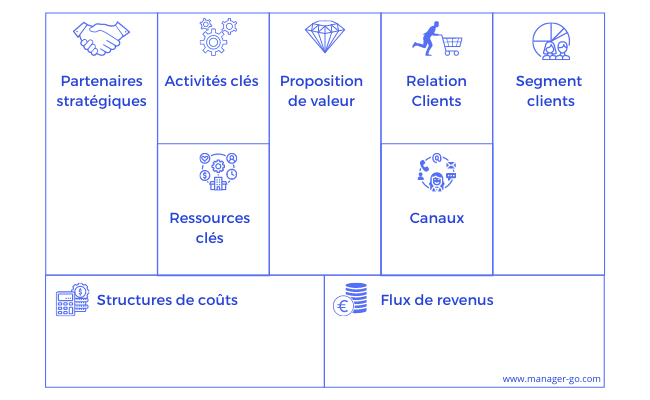 Partenaires
stratégiques
Activités clés
Ressources
clés
Proposition
de valeur
Relation
Clients
Canaux
Segment
clients
Structures de coûts
Flux de revenus
www.manager-go.com